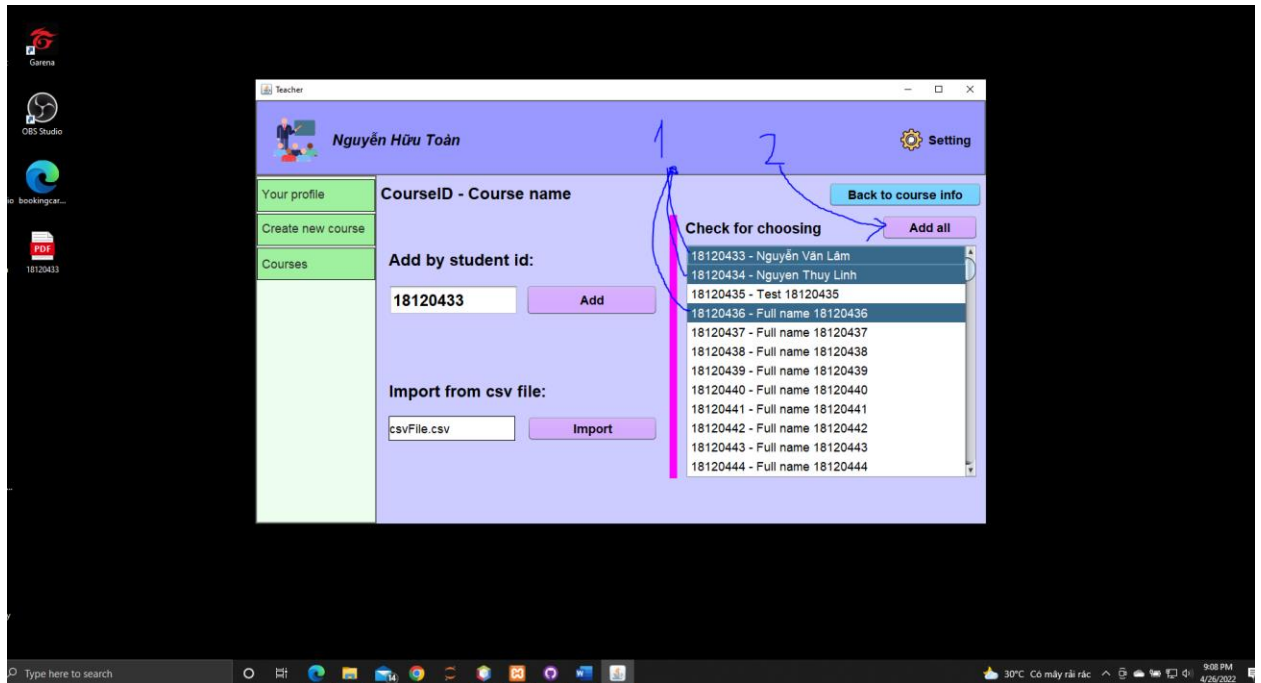 Garena
OBS Studio
io bookingcar...
PDF
18120433
Teacher
Nguyễn Hữu Toàn
1
2
Setting
Your profile
Create new course
Courses
CourseID - Course name
Back to course info
Check for choosing
Add all
Add by student id:
18120433
Add
Import from csv file:
csvFile.csv
Import
18120433 - Nguyễn Văn Lâm
18120434 - Nguyen Thuy Linh
18120435 - Test 18120435
18120436 - Full name 18120436
18120437 - Full name 18120437
18120438 - Full name 18120438
18120439 - Full name 18120439
18120440 - Full name 18120440
18120441 - Full name 18120441
18120442 - Full name 18120442
18120443 - Full name 18120443
18120444 - Full name 18120444
Type here to search
14
30°C Có mây rải rác
9:08 PM
4/26/2022